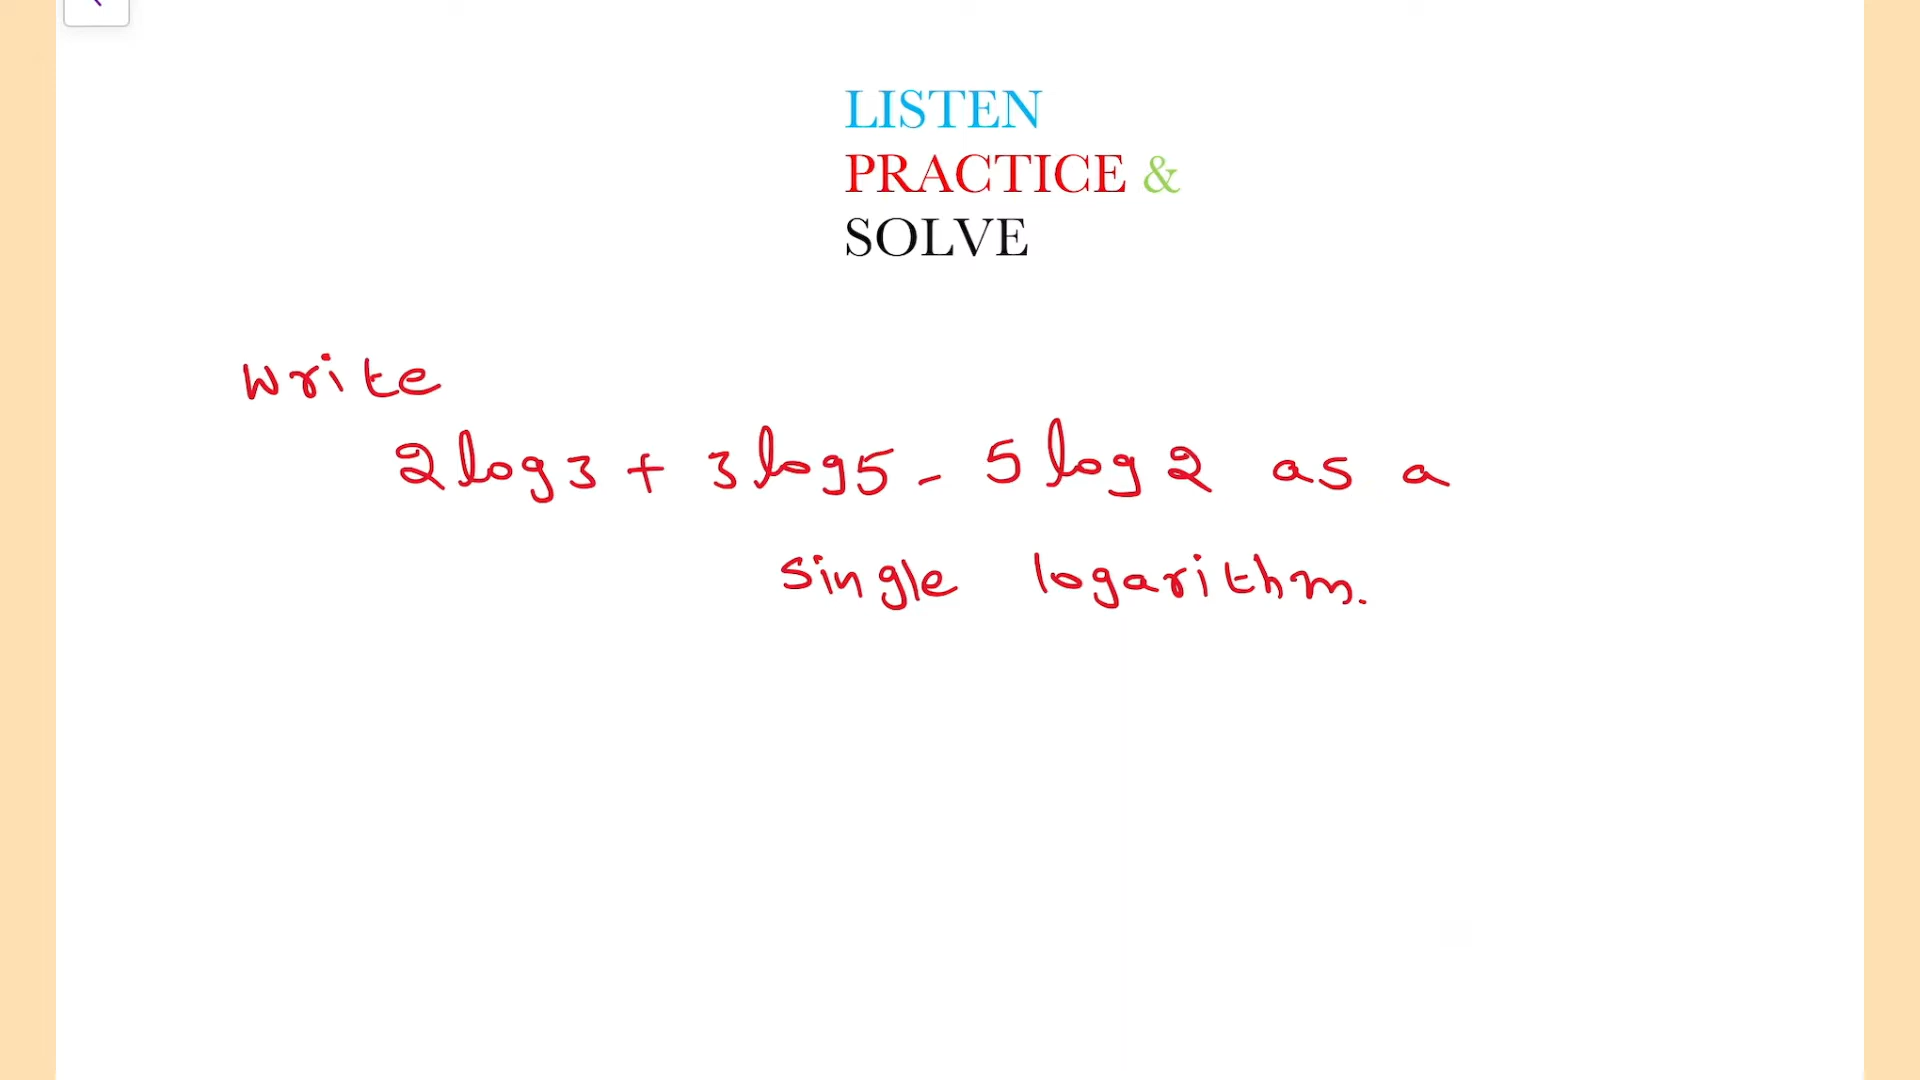 LISTEN
PRACTICE &
SOLVE
Write
2log3 + 3log5 - 5log2 as a
single logarithm.